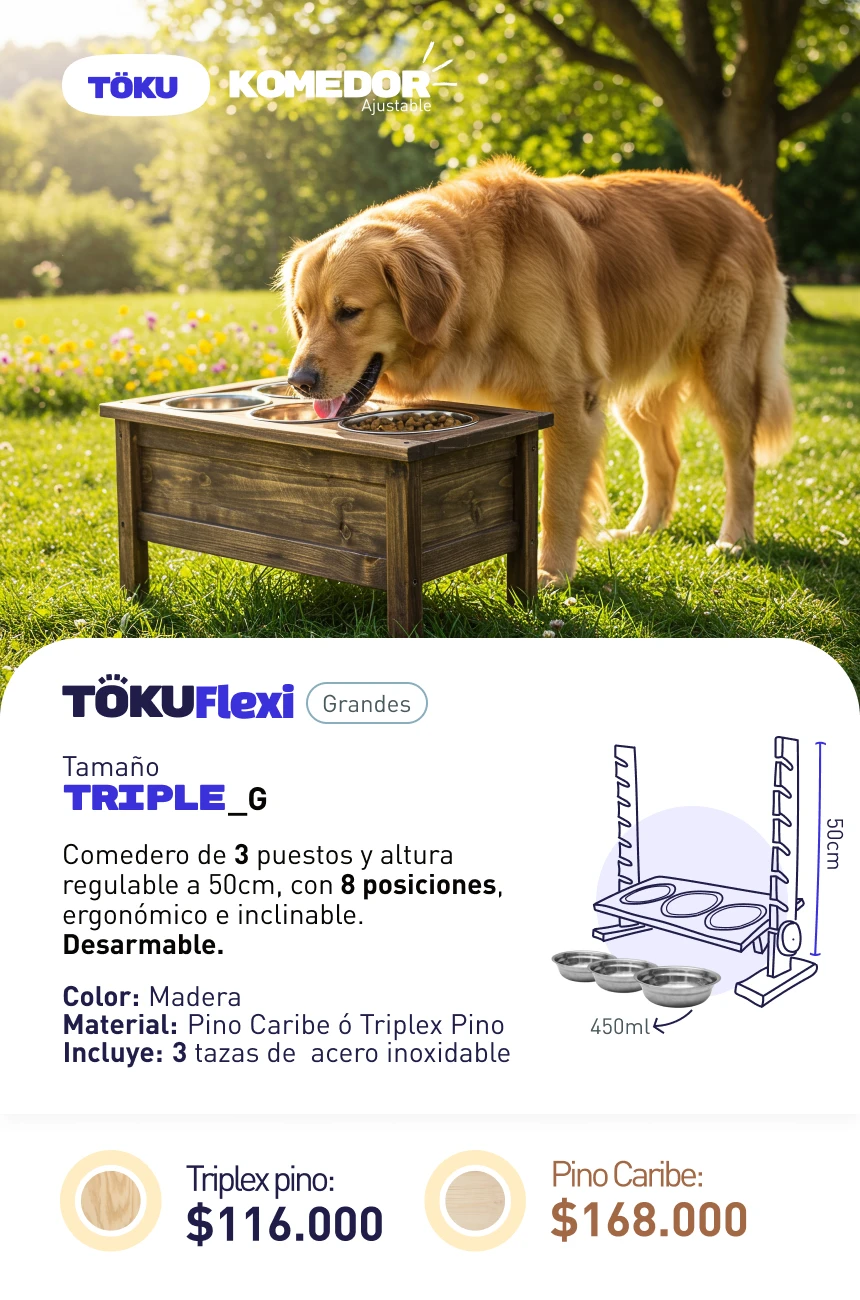 TÖKU KOMEDOR
Ajustable
TÖKUFlexi Grandes
Tamaño
TRIPLE_G
Comedero de 3 puestos y altura
regulable a 50cm, con 8 posiciones,
ergonómico e inclinable.
Desarmable.
Color: Madera
Material: Pino Caribe ó Triplex Pino
Incluye: 3 tazas de acero inoxidable
50cm
450ml
Triplex pino:
$116.000
Pino Caribe:
$168.000